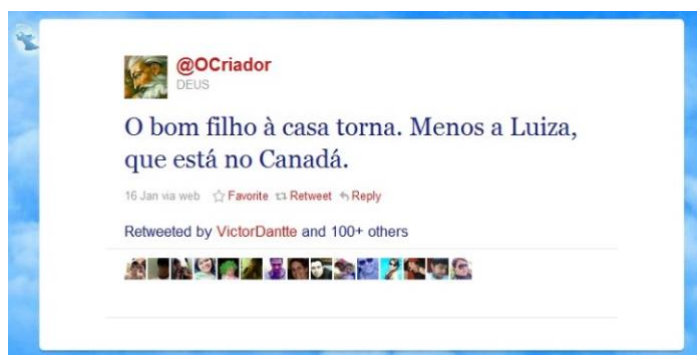 @OCriador
DEUS
O bom filho à casa torna. Menos a Luiza,
que está no Canadá.
16 Jan via web Favorite Retweet Reply
Retweeted by VictorDantte and 100+ others